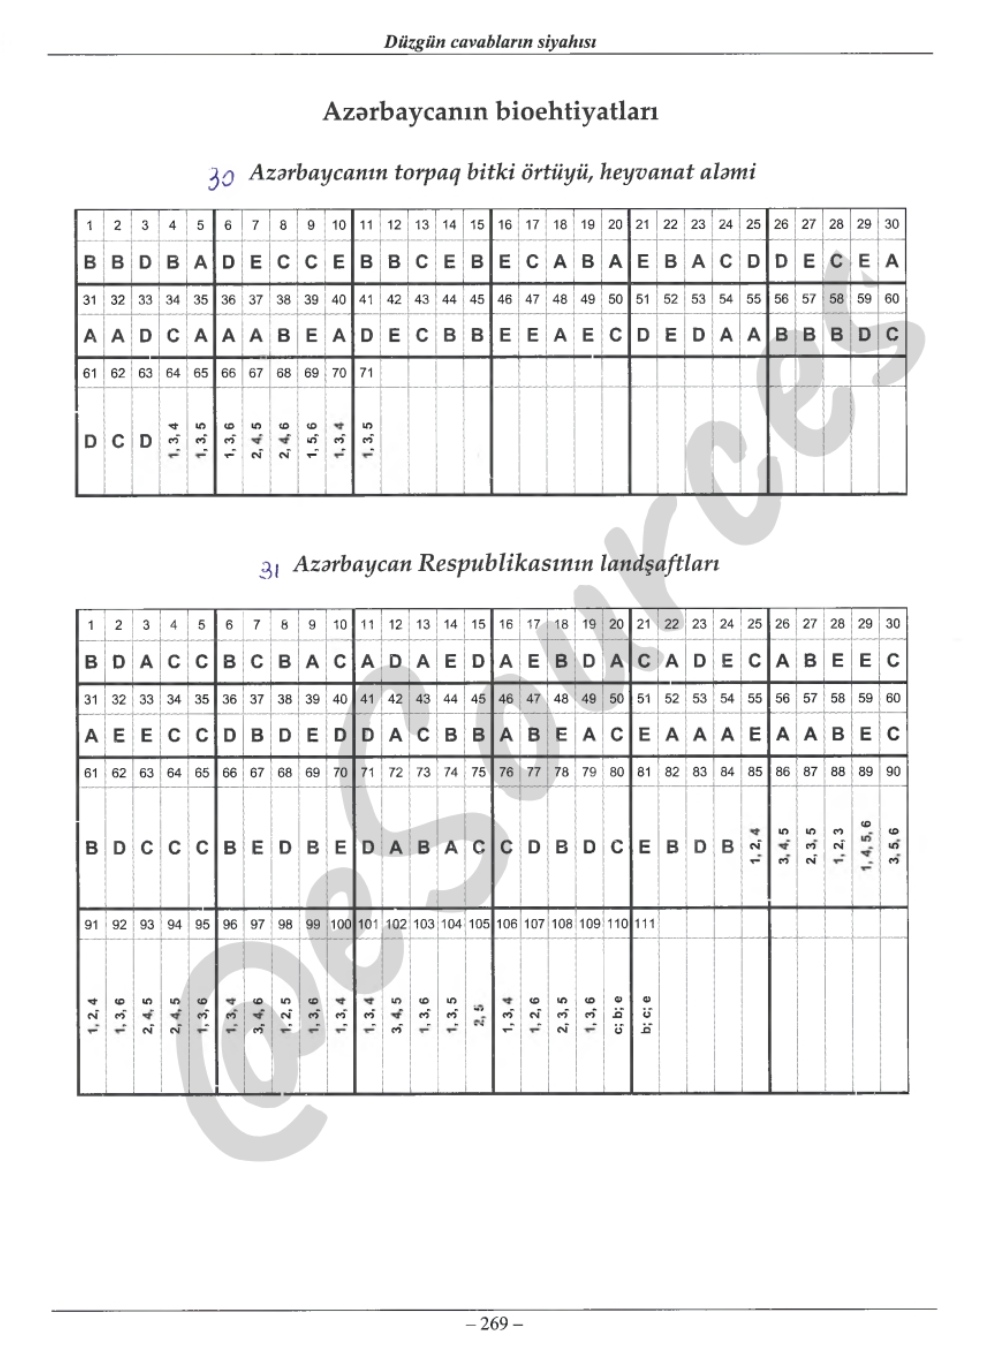 Düzgün cavabların siyahısı
Azərbaycanın bioehtiyatları
30 Azərbaycanın torpaq bitki örtüyü, heyvanat aləmi
1 2 3 4 5 6 7 8 9 10 11 12 13 14 15 16 17 18 19 20 21 22 23 24 25 26 27 28 29 30
B B D B A D E C C E B B C E B E C A B A E B A C D D E C E A
31 32 33 34 35 36 37 38 39 40 41 42 43 44 45 46 47 48 49 50 51 52 53 54 55 56 57 58 59 60
A A D C A A A B E A D E C B B E E A E C D E D A A B B B D C
61 62 63 64 65 66 67 68 69 70 71
D C D 1, 3, 4 1, 3, 5 1, 3, 6 2, 4, 5 2, 4, 6 1, 5, 6 1, 3, 4 1, 3, 5
31 Azərbaycan Respublikasının landşaftları
1 2 3 4 5 6 7 8 9 10 11 12 13 14 15 16 17 18 19 20 21 22 23 24 25 26 27 28 29 30
B D A C C B C B A C A D A E D A E B D A C A D E C A B E E C
31 32 33 34 35 36 37 38 39 40 41 42 43 44 45 46 47 48 49 50 51 52 53 54 55 56 57 58 59 60
A E E C C D B D E D D A C B B A B E A C E A A A E A A B E C
61 62 63 64 65 66 67 68 69 70 71 72 73 74 75 76 77 78 79 80 81 82 83 84 85 86 87 88 89 90
B D C C C B E D B E D A B A C C D B D C E B D B 1, 2, 4 3, 4, 5 2, 3, 5 1, 2, 3 1, 4, 5, 6 3, 5, 6
91 92 93 94 95 96 97 98 99 100 101 102 103 104 105 106 107 108 109 110 111
1, 2, 4 1, 3, 6 2, 4, 5 2, 4, 5 1, 3, 6 1, 3, 4 3, 4, 6 1, 2, 5 1, 3, 6 1, 3, 4 1, 3, 4 3, 4, 5 1, 3, 6 1, 3, 5 2, 5 1, 3, 4 1, 2, 6 2, 3, 5 1, 3, 6 c; b; e b; c; e
@eSources
– 269 –